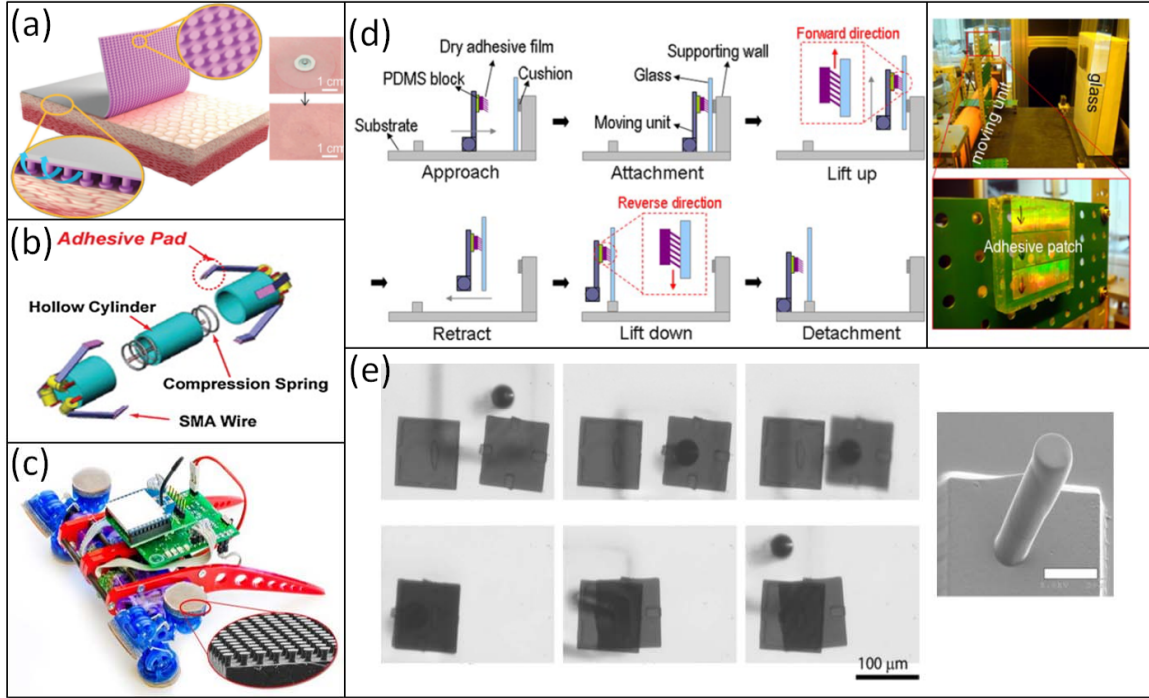 (a)
1 cm
1 cm
(b)
Adhesive Pad
Hollow Cylinder
Compression Spring
SMA Wire
(c)
(d)
Dry adhesive film
Supporting wall
PDMS block
Cushion
Glass
Substrate
Moving unit
Forward direction
Approach
Attachment
Lift up
Reverse direction
Retract
Lift down
Detachment
moving unit
glass
Adhesive patch
(e)
100 μm